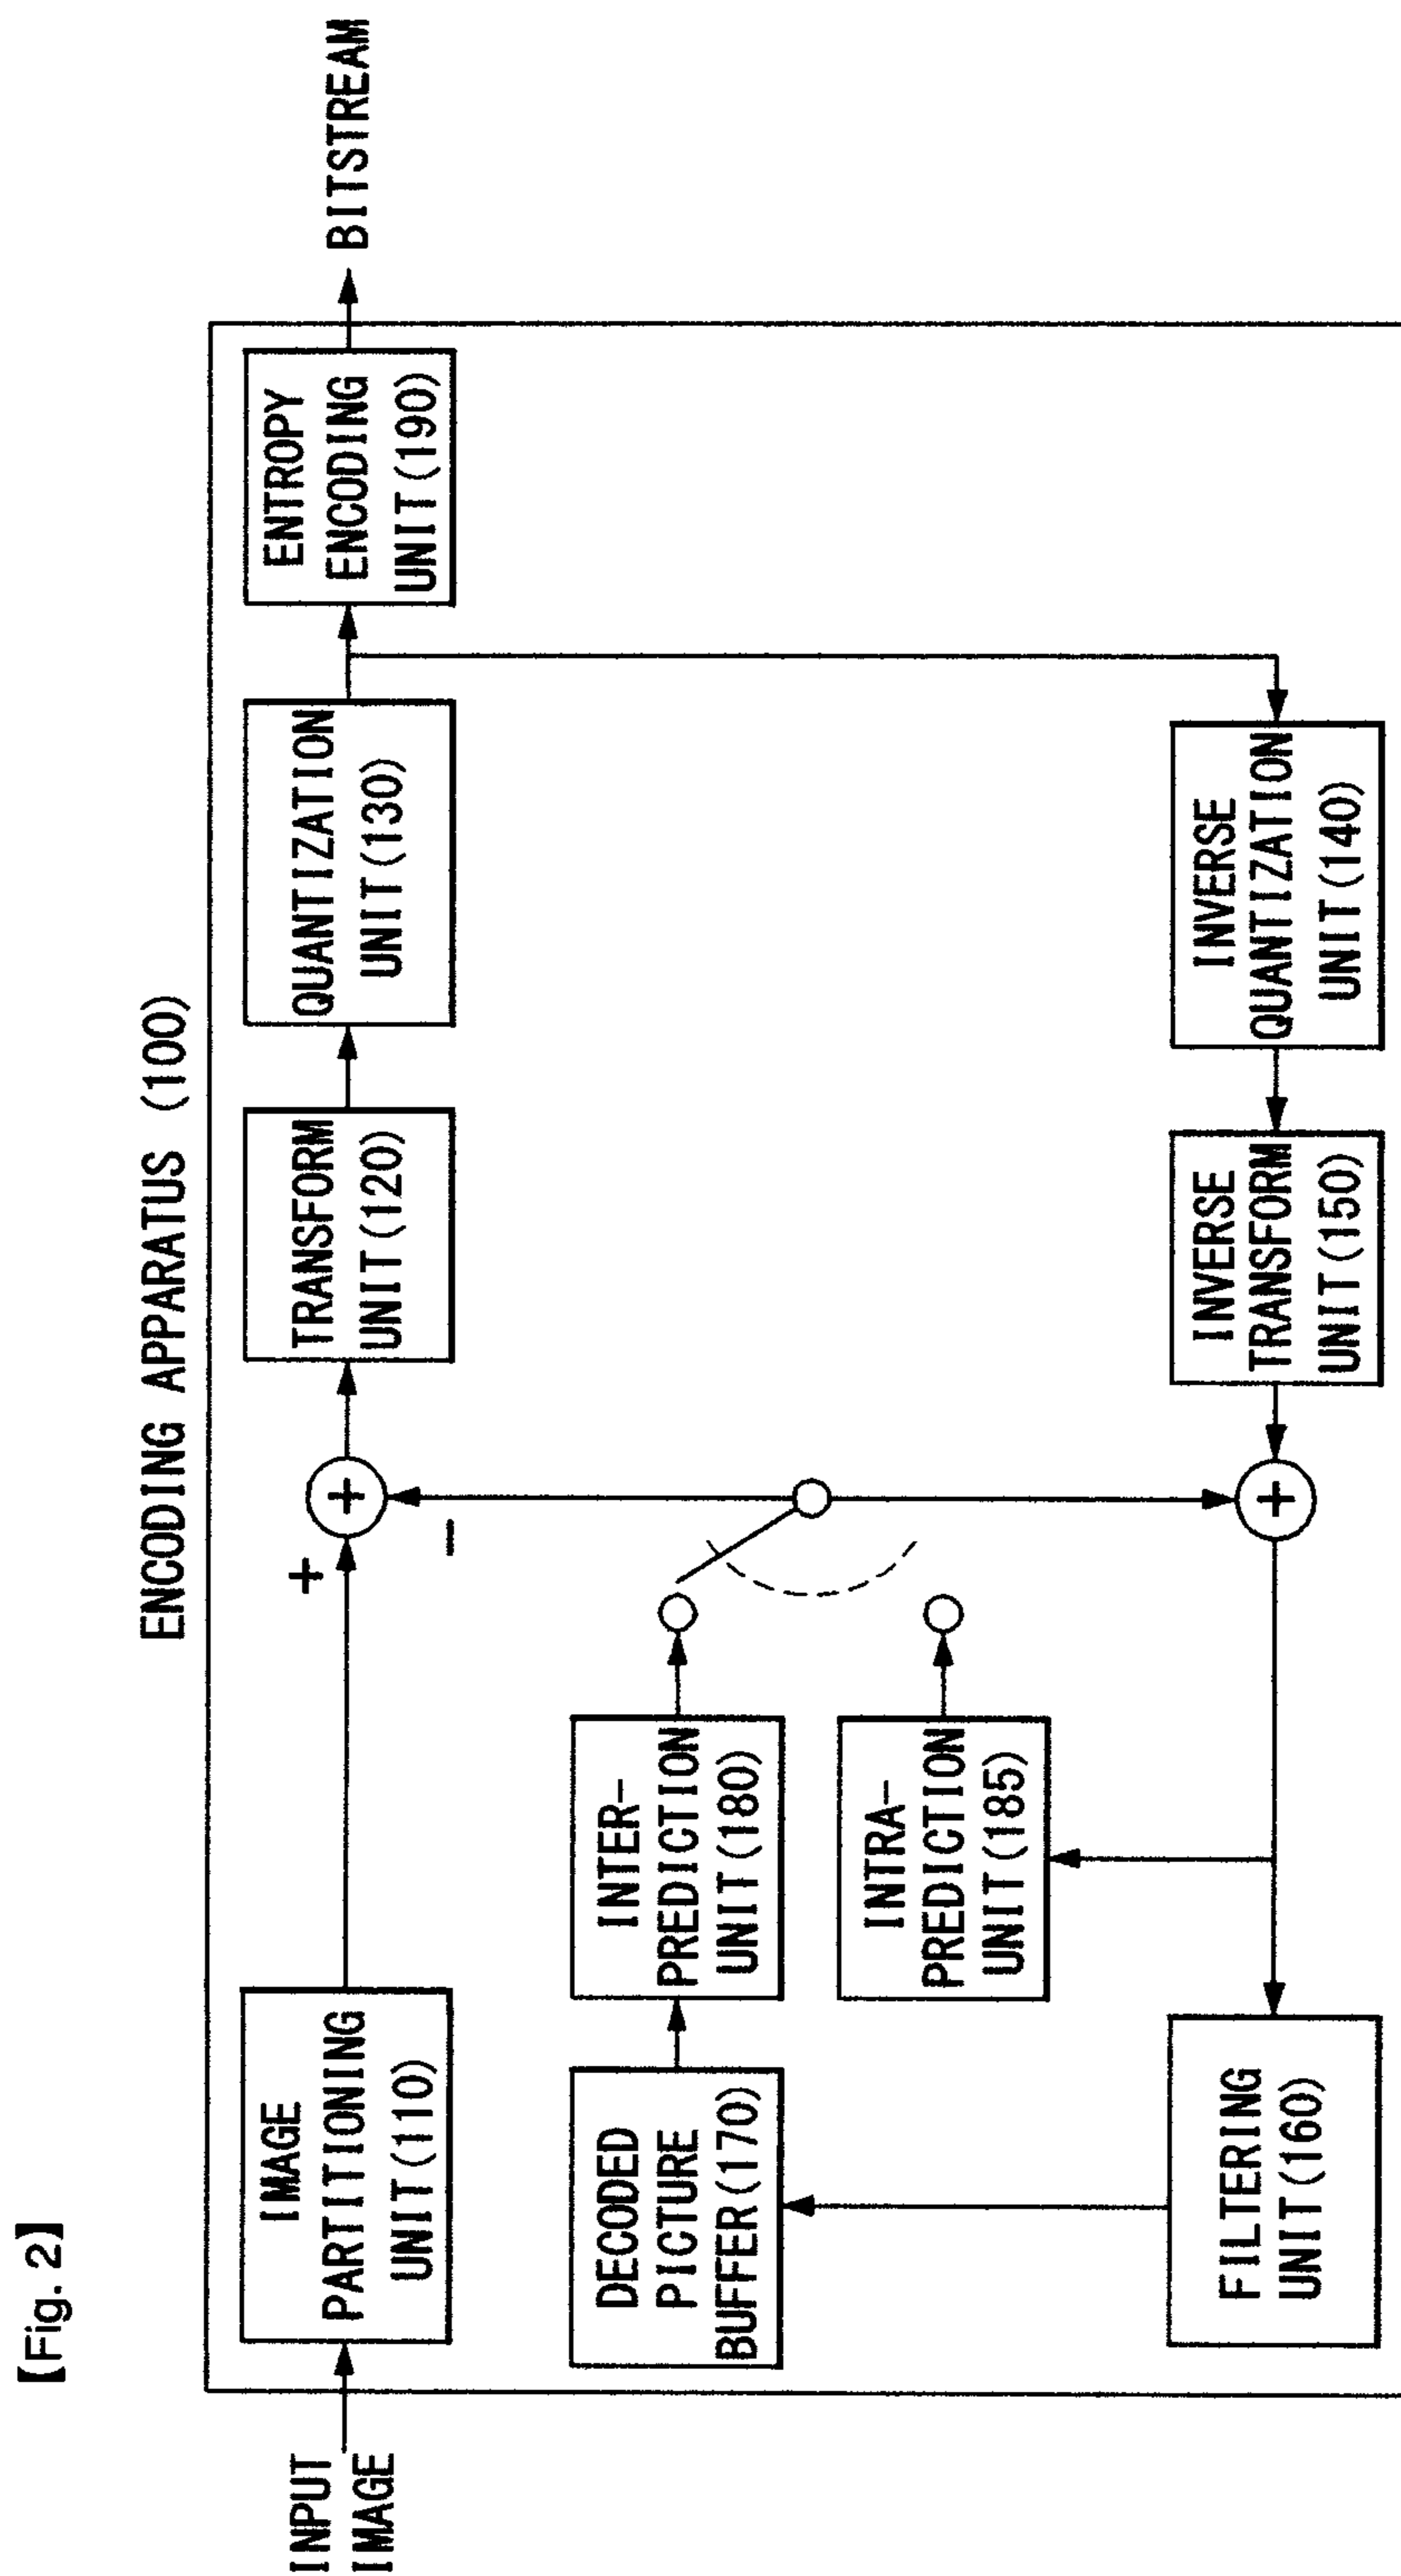 【Fig. 2】
ENCODING APPARATUS (100)
INPUT
IMAGE
IMAGE
PARTITIONING
UNIT(110)
+
+
−
TRANSFORM
UNIT(120)
QUANTIZATION
UNIT(130)
ENTROPY
ENCODING
UNIT(190)
BITSTREAM
DECODED
PICTURE
BUFFER(170)
INTER-
PREDICTION
UNIT(180)
INTRA-
PREDICTION
UNIT(185)
FILTERING
UNIT(160)
+
INVERSE
TRANSFORM
UNIT(150)
INVERSE
QUANTIZATION
UNIT(140)